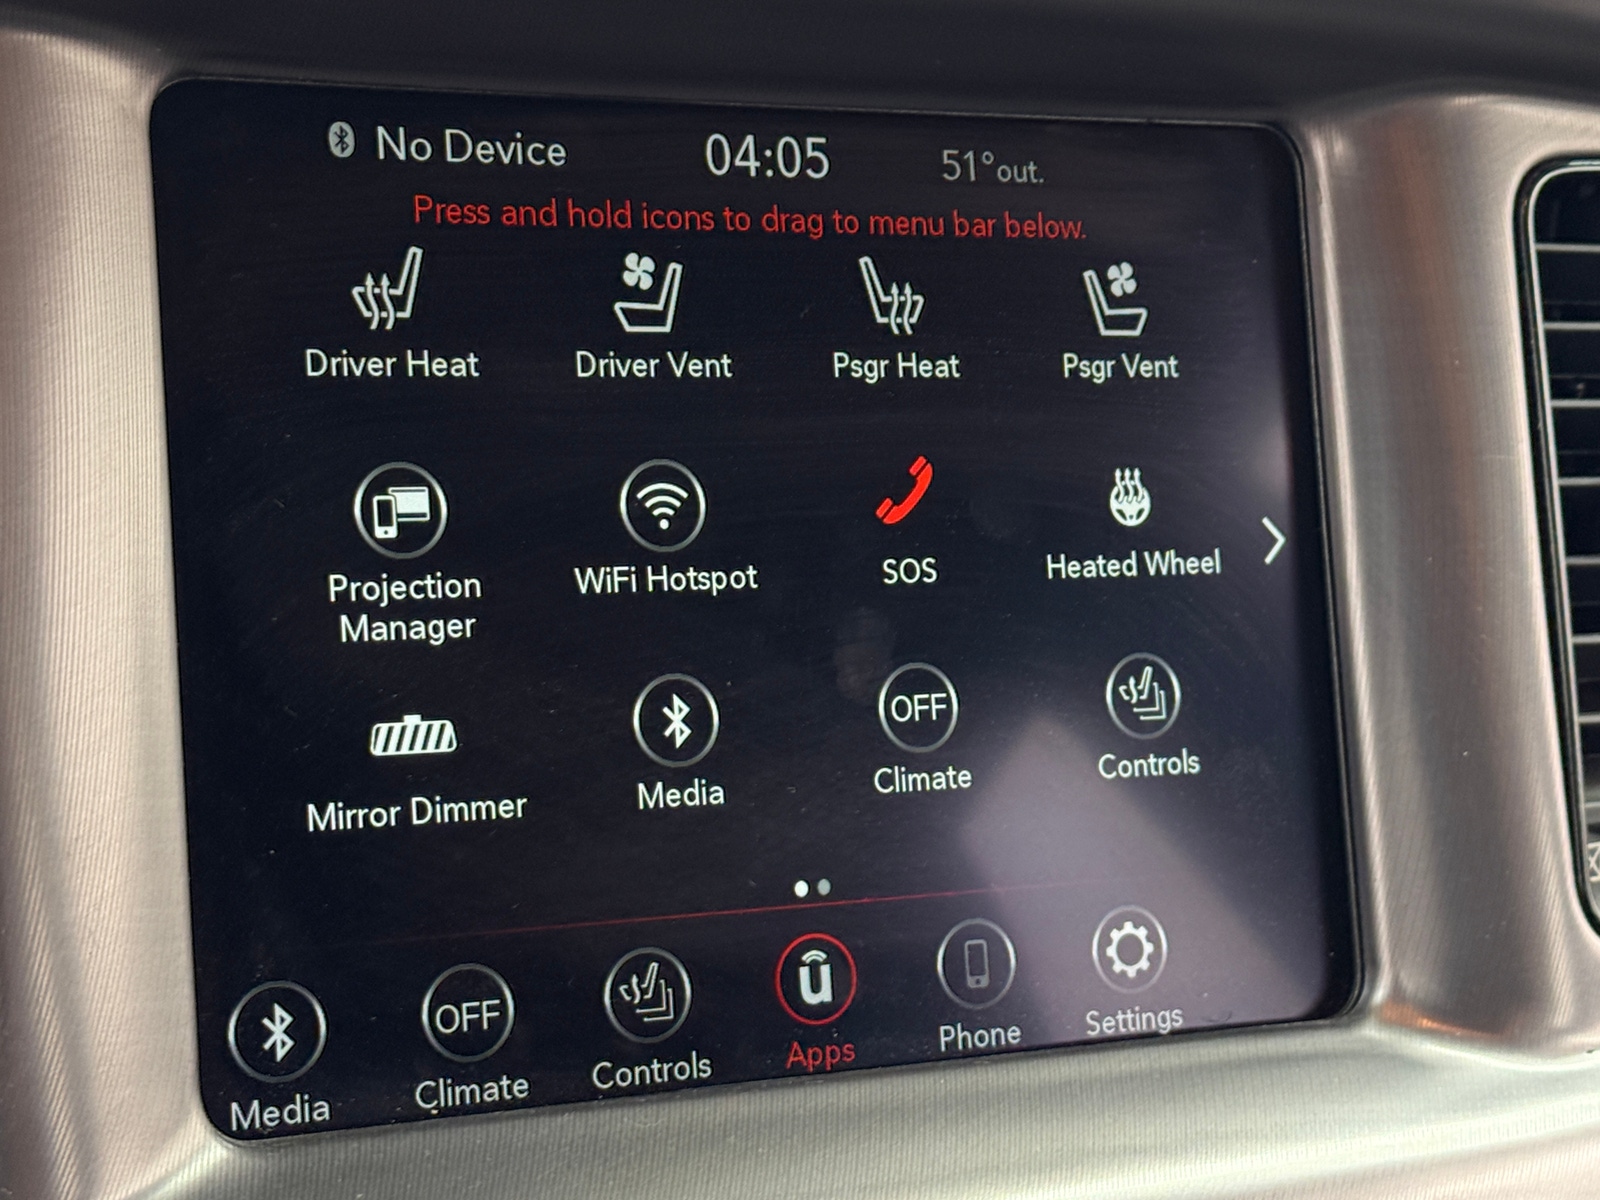 No Device 04:05 51°out.
Press and hold icons to drag to menu bar below.
Driver Heat Driver Vent Psgr Heat Psgr Vent
Projection Manager WiFi Hotspot SOS Heated Wheel
OFF
Mirror Dimmer Media Climate Controls
OFF u
Media Climate Controls Apps Phone Settings